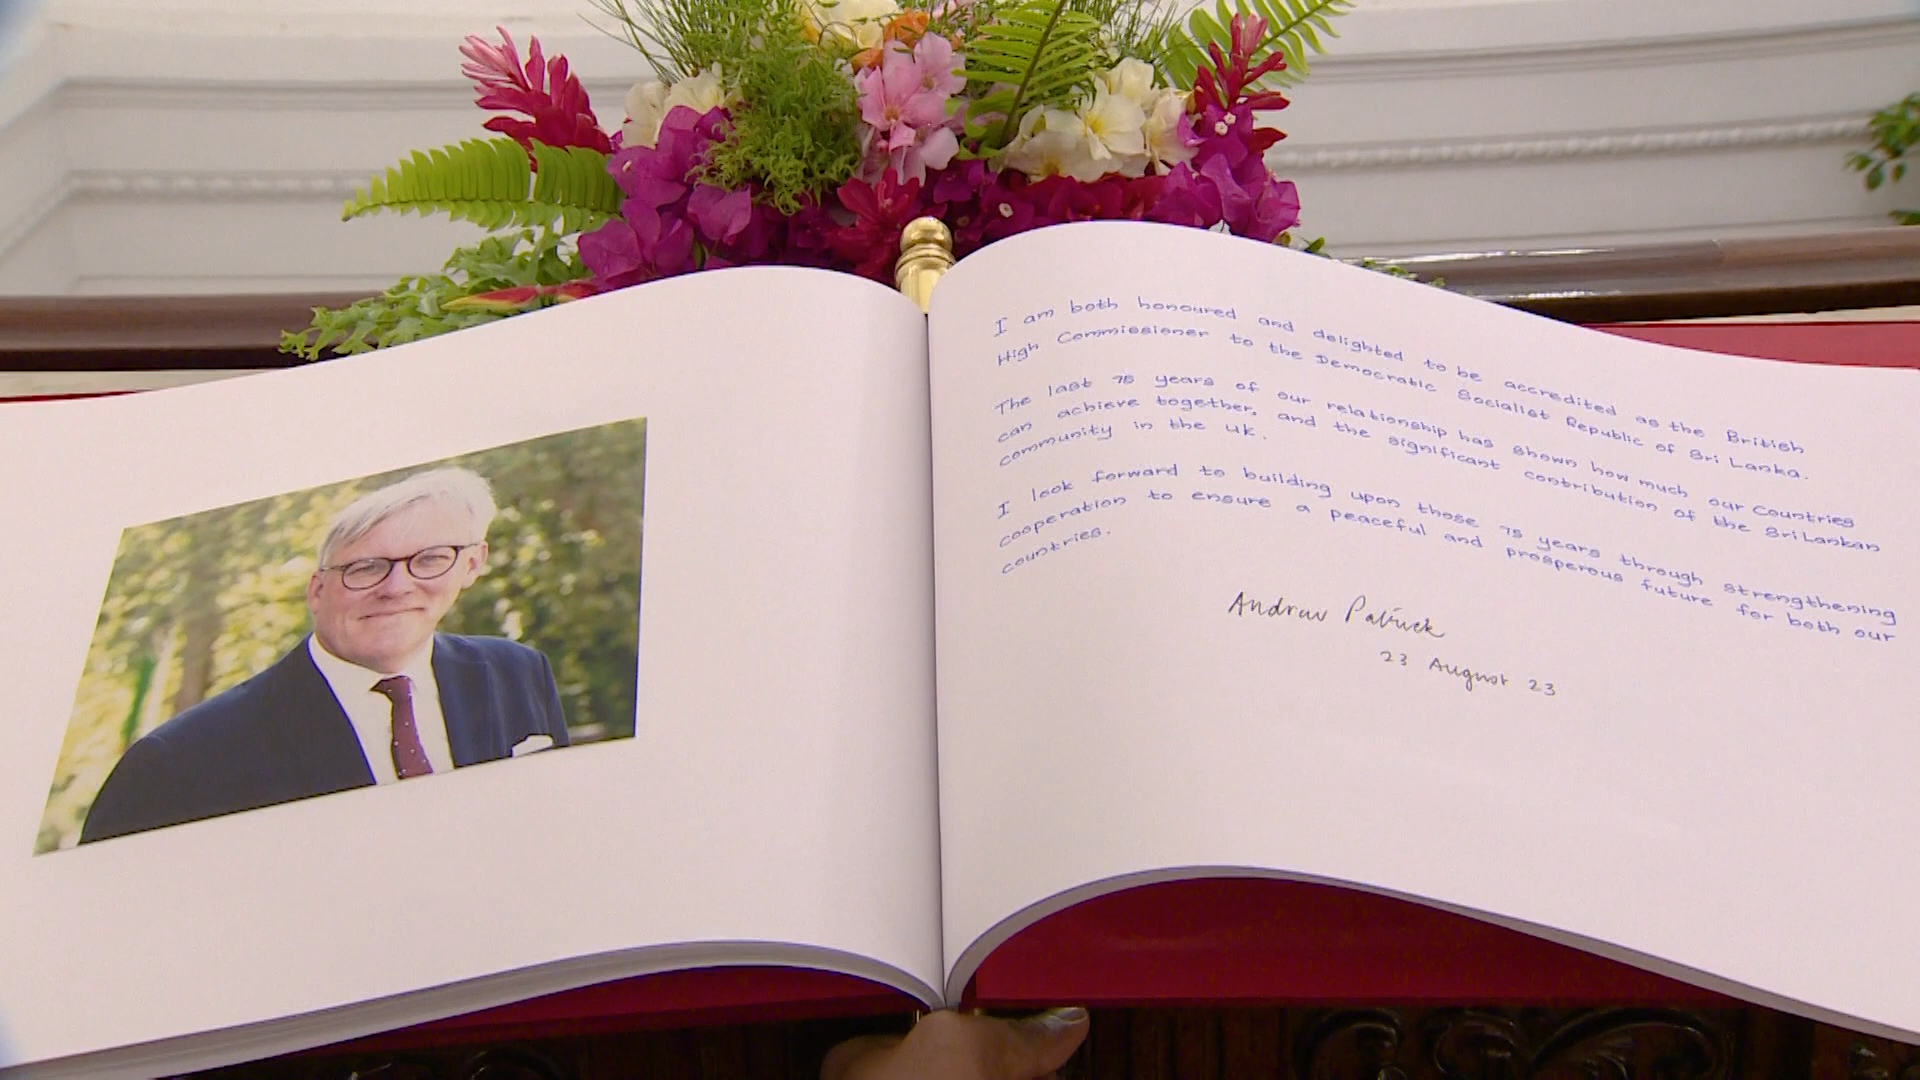 I am both honoured and delighted to be accredited as the British
High Commissioner to the Democratic Socialist Republic of Sri Lanka.
The last 75 years of our relationship has shown how much our countries
can achieve together, and the significant contribution of the Sri Lankan
community in the UK.
I look forward to building upon those 75 years through strengthening
cooperation to ensure a peaceful and prosperous future for both our
countries.
Andrew Patrick
23 August 23